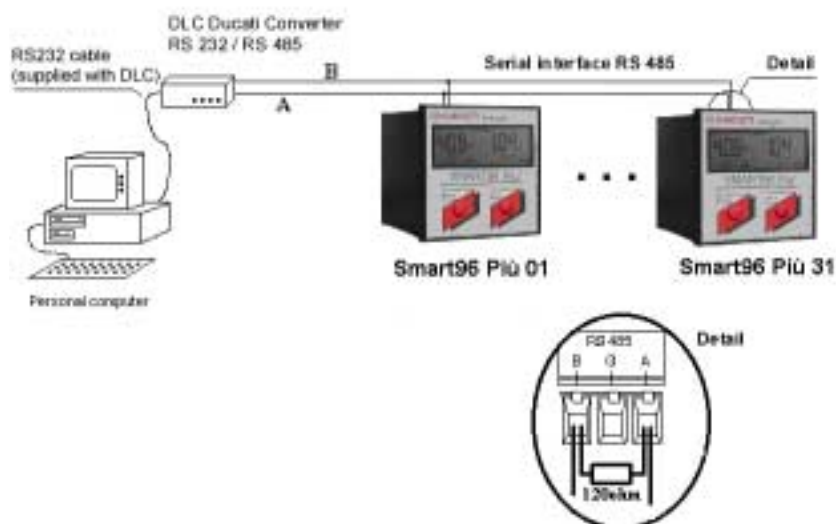 DLC Ducati Converter
RS 232 / RS 485
RS232 cable
(supplied with DLC)
B
A
Serial interface RS 485
Detail
Smart96 Più 01
Smart96 Più 31
Personal computer
Detail
RS 485
B G A
120ohm